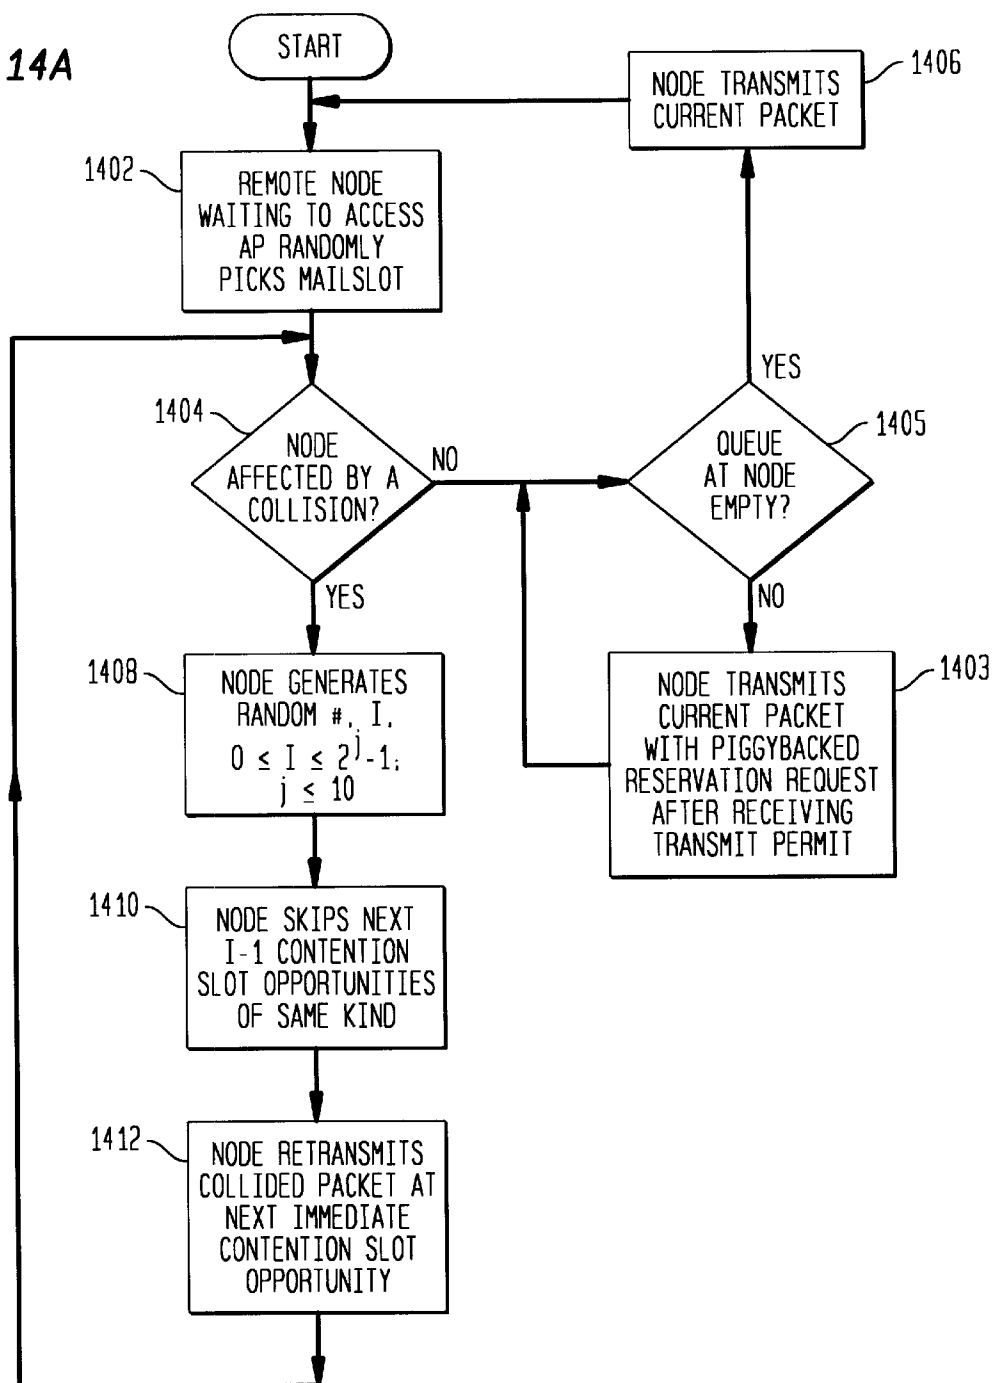 14A
START
1406
NODE TRANSMITS
CURRENT PACKET
1402
REMOTE NODE
WAITING TO ACCESS
AP RANDOMLY
PICKS MAILSLOT
YES
1404
NODE
AFFECTED BY A
COLLISION?
NO
1405
QUEUE
AT NODE
EMPTY?
YES
NO
1408
NODE GENERATES
RANDOM #, I,
0 ≤ I ≤ 2^j-1;
j ≤ 10
1403
NODE TRANSMITS
CURRENT PACKET
WITH PIGGYBACKED
RESERVATION REQUEST
AFTER RECEIVING
TRANSMIT PERMIT
1410
NODE SKIPS NEXT
I-1 CONTENTION
SLOT OPPORTUNITIES
OF SAME KIND
1412
NODE RETRANSMITS
COLLIDED PACKET AT
NEXT IMMEDIATE
CONTENTION SLOT
OPPORTUNITY